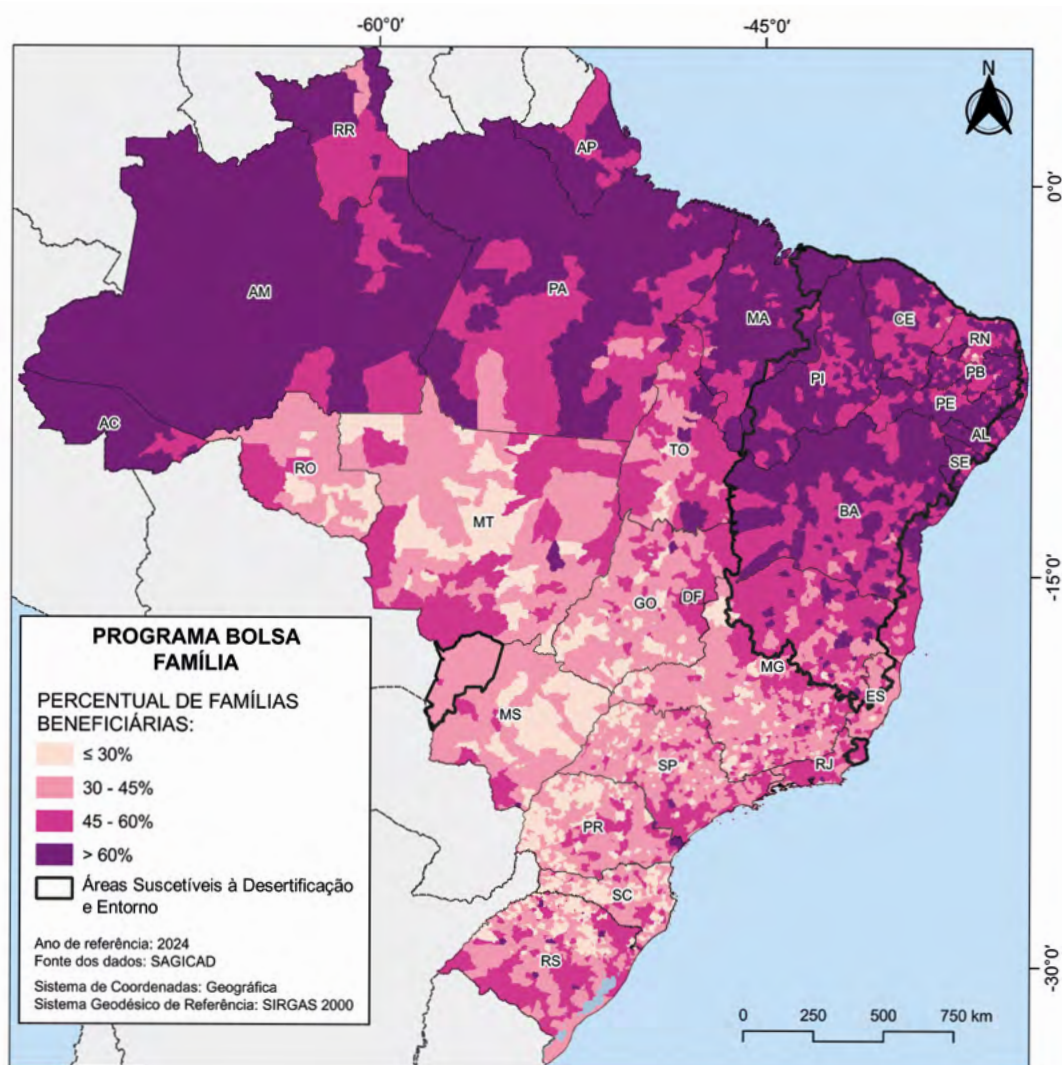 -60°0'
-45°0'
N
RR
AP
0°0'
AM
PA
MA
CE
RN
PB
PI
PE
AC
AL
TO
SE
RO
BA
MT
-15°0'
GO
DF
PROGRAMA BOLSA
FAMÍLIA
MG
ES
PERCENTUAL DE FAMÍLIAS
BENEFICIÁRIAS:
MS
≤ 30%
SP
RJ
30 - 45%
45 - 60%
PR
> 60%
Áreas Suscetíveis à Desertificação
e Entorno
SC
Ano de referência: 2024
Fonte dos dados: SAGICAD
RS
-30°0'
Sistema de Coordenadas: Geográfica
Sistema Geodésico de Referência: SIRGAS 2000
0 250 500 750 km